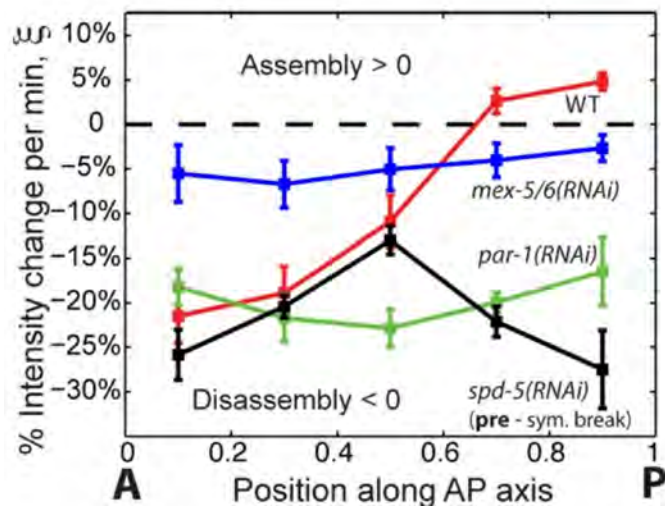 % Intensity change per min, ξ
10%
5%
0
−5%
−10%
−15%
−20%
−25%
−30%
Assembly > 0
WT
mex-5/6(RNAi)
par-1(RNAi)
spd-5(RNAi)
(pre - sym. break)
Disassembly < 0
0 0.2 0.4 0.6 0.8 1
A Position along AP axis P